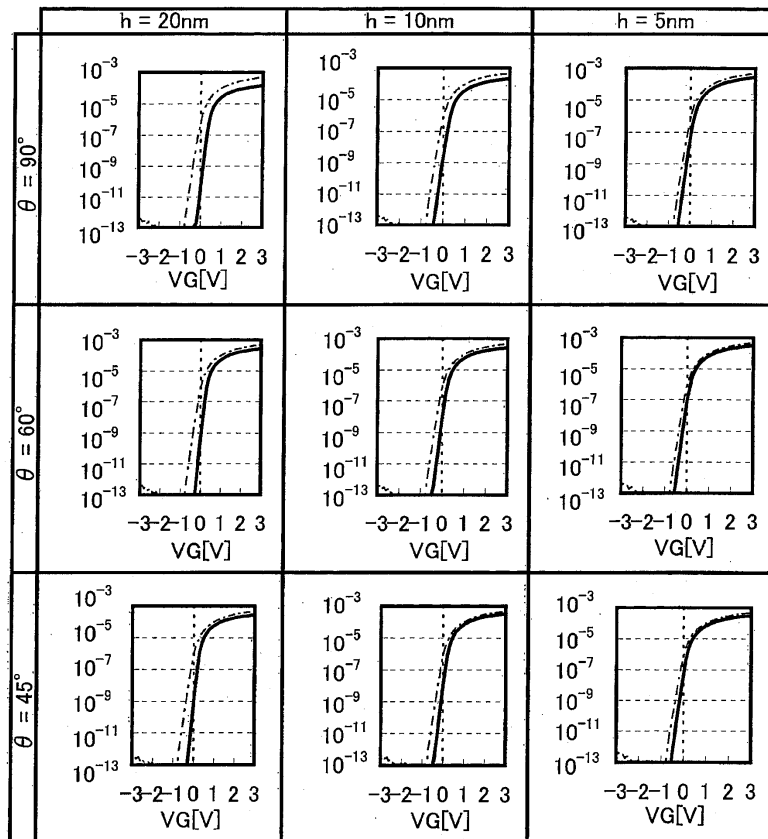 h = 20nm h = 10nm h = 5nm
θ = 90°
10⁻³ 10⁻³ 10⁻³
10⁻⁵ 10⁻⁵ 10⁻⁵
10⁻⁷ 10⁻⁷ 10⁻⁷
10⁻⁹ 10⁻⁹ 10⁻⁹
10⁻¹¹ 10⁻¹¹ 10⁻¹¹
10⁻¹³ 10⁻¹³ 10⁻¹³
-3-2-1 0 1 2 3 -3-2-1 0 1 2 3 -3-2-1 0 1 2 3
VG[V] VG[V] VG[V]
θ = 60°
10⁻³ 10⁻³ 10⁻³
10⁻⁵ 10⁻⁵ 10⁻⁵
10⁻⁷ 10⁻⁷ 10⁻⁷
10⁻⁹ 10⁻⁹ 10⁻⁹
10⁻¹¹ 10⁻¹¹ 10⁻¹¹
10⁻¹³ 10⁻¹³ 10⁻¹³
-3-2-1 0 1 2 3 -3-2-1 0 1 2 3 -3-2-1 0 1 2 3
VG[V] VG[V] VG[V]
θ = 45°
10⁻³ 10⁻³ 10⁻³
10⁻⁵ 10⁻⁵ 10⁻⁵
10⁻⁷ 10⁻⁷ 10⁻⁷
10⁻⁹ 10⁻⁹ 10⁻⁹
10⁻¹¹ 10⁻¹¹ 10⁻¹¹
10⁻¹³ 10⁻¹³ 10⁻¹³
-3-2-1 0 1 2 3 -3-2-1 0 1 2 3 -3-2-1 0 1 2 3
VG[V] VG[V] VG[V]